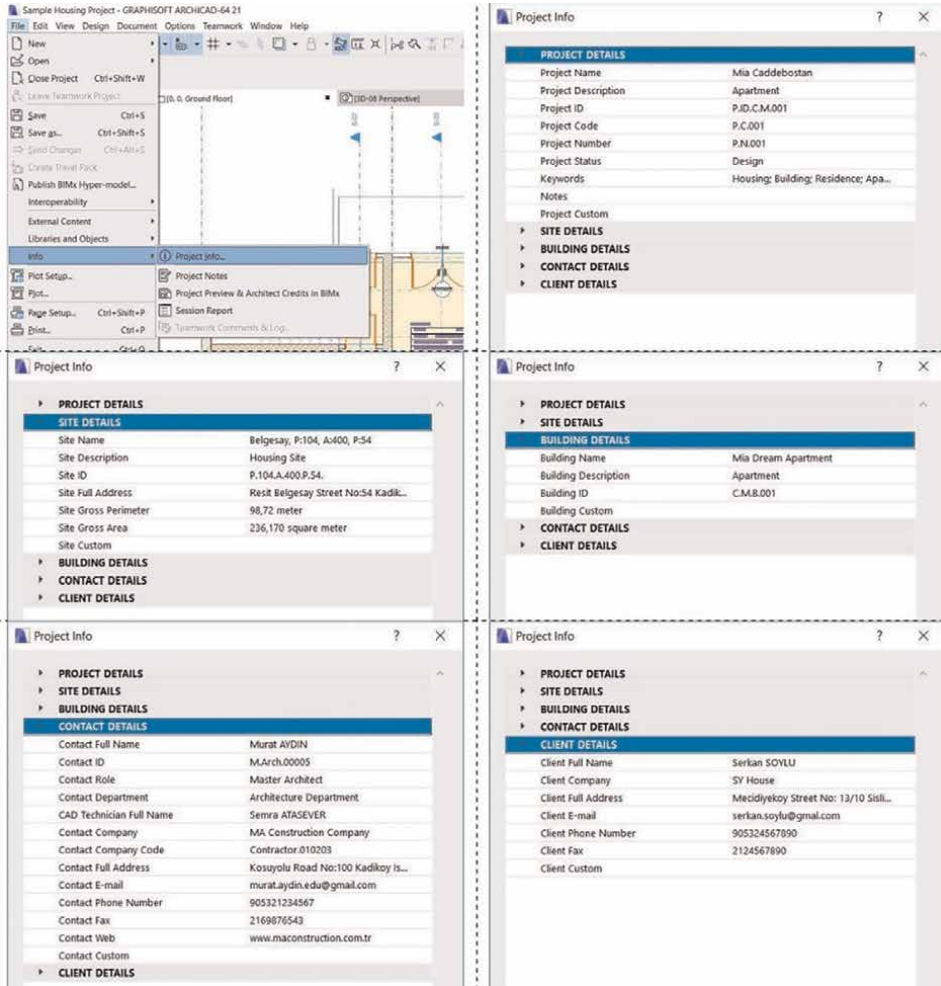 Sample Housing Project - GRAPHISOFT ARCHICAD-64 21
File Edit View Design Document Options Teamwork Window Help
New
Open
Close Project Ctrl+Shift+W
Leave Teamwork Project
Save Ctrl+S
Save as... Ctrl+Shift+S
Send Changes Ctrl+Alt+S
Create Travel Pack
Publish BIMx Hyper-model...
Interoperability
External Content
Libraries and Objects
Info
Plot Setup...
Plot...
Page Setup... Ctrl+Shift+P
Print... Ctrl+P
Exit Ctrl+Q
Project Info...
Project Notes
Project Preview & Architect Credits in BIMx
Session Report
Teamwork Comments & Log...
[0. 0. Ground Floor]
[3D-08 Perspective]
Project Info ?
PROJECT DETAILS
Project Name Mia Caddebostan
Project Description Apartment
Project ID P.ID.C.M.001
Project Code P.C.001
Project Number P.N.001
Project Status Design
Keywords Housing; Building; Residence; Apa...
Notes
Project Custom
SITE DETAILS
BUILDING DETAILS
CONTACT DETAILS
CLIENT DETAILS
Project Info ?
PROJECT DETAILS
SITE DETAILS
Site Name Belgesay, P:104, A:400, P:54
Site Description Housing Site
Site ID P.104.A.400.P.54.
Site Full Address Resit Belgesay Street No:54 Kadik...
Site Gross Perimeter 98,72 meter
Site Gross Area 236,170 square meter
Site Custom
BUILDING DETAILS
CONTACT DETAILS
CLIENT DETAILS
Project Info ?
PROJECT DETAILS
SITE DETAILS
BUILDING DETAILS
Building Name Mia Dream Apartment
Building Description Apartment
Building ID C.M.B.001
Building Custom
CONTACT DETAILS
CLIENT DETAILS
Project Info ?
PROJECT DETAILS
SITE DETAILS
BUILDING DETAILS
CONTACT DETAILS
Contact Full Name Murat AYDIN
Contact ID M.Arch.00005
Contact Role Master Architect
Contact Department Architecture Department
CAD Technician Full Name Semra ATASEVER
Contact Company MA Construction Company
Contact Company Code Contractor.010203
Contact Full Address Kosuyolu Road No:100 Kadikoy Is...
Contact E-mail murat.aydin.edu@gmail.com
Contact Phone Number 905321234567
Contact Fax 2169876543
Contact Web www.maconstruction.com.tr
Contact Custom
CLIENT DETAILS
Project Info ?
PROJECT DETAILS
SITE DETAILS
BUILDING DETAILS
CONTACT DETAILS
CLIENT DETAILS
Client Full Name Serkan SOYLU
Client Company SY House
Client Full Address Mecidiyekoy Street No: 13/10 Sisli...
Client E-mail serkan.soylu@gmal.com
Client Phone Number 905324567890
Client Fax 2124567890
Client Custom